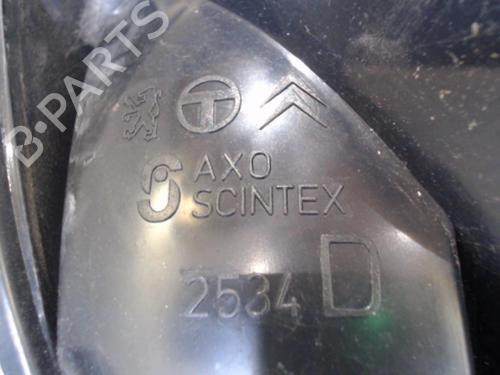 B-PARTS
AXO
SCINTEX
2534 D